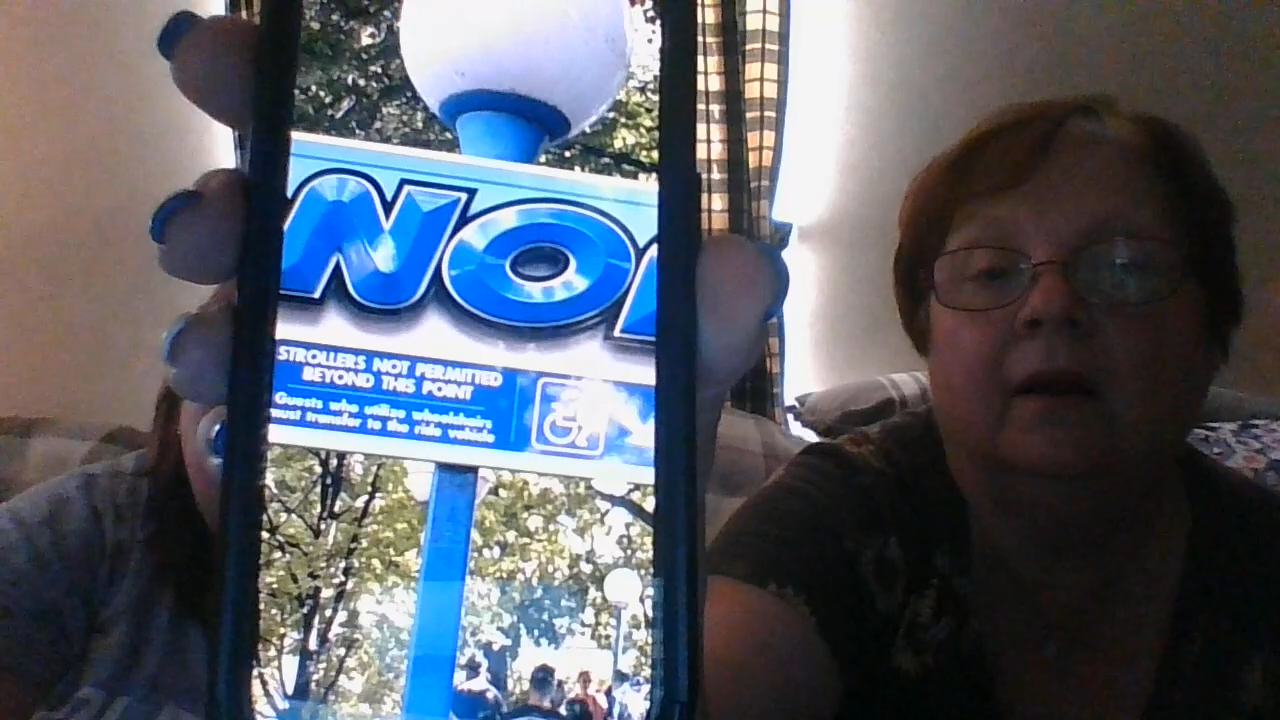 NO
STROLLERS NOT PERMITTED
BEYOND THIS POINT
Guests who utilize wheelchairs
must transfer to the ride vehicle